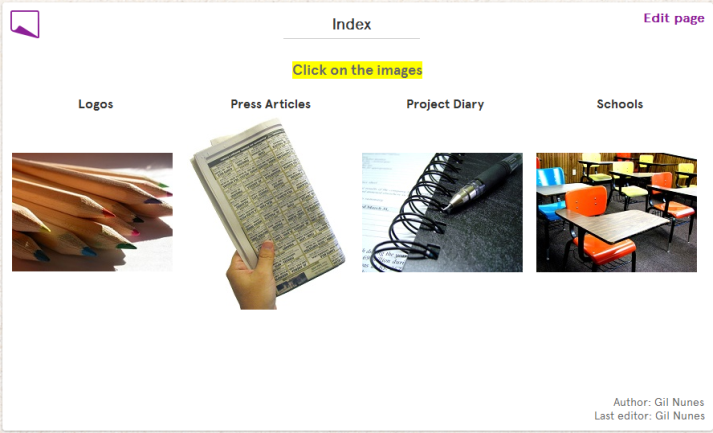 Index
Edit page
Click on the images
Logos
Press Articles
Project Diary
Schools
Author: Gil Nunes
Last editor: Gil Nunes